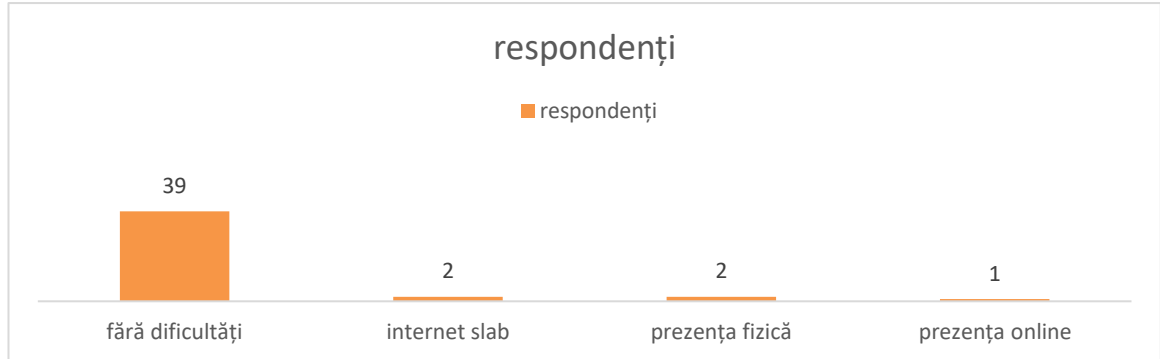 respondenți
respondenți
39
2
2
1
fără dificultăți
internet slab
prezența fizică
prezența online